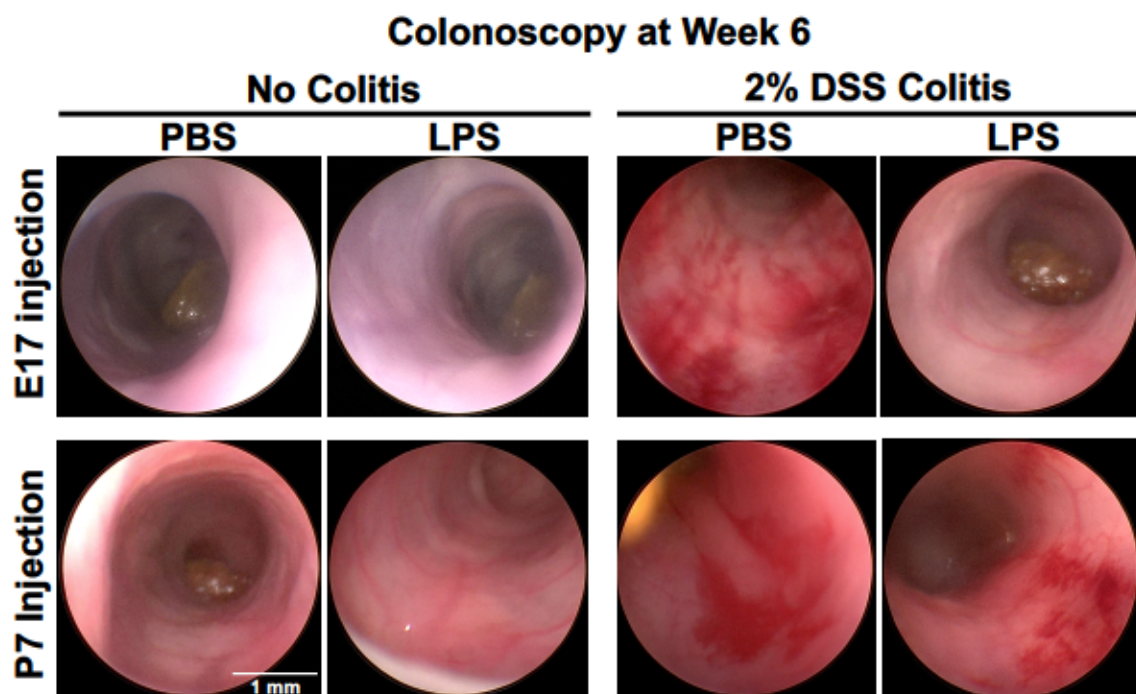 Colonoscopy at Week 6
No Colitis
2% DSS Colitis
PBS
LPS
PBS
LPS
E17 injection
P7 Injection
1 mm